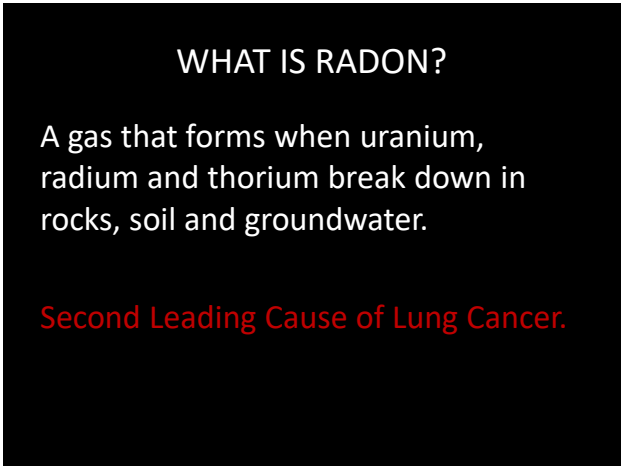 WHAT IS RADON?
A gas that forms when uranium,
radium and thorium break down in
rocks, soil and groundwater.
Second Leading Cause of Lung Cancer.